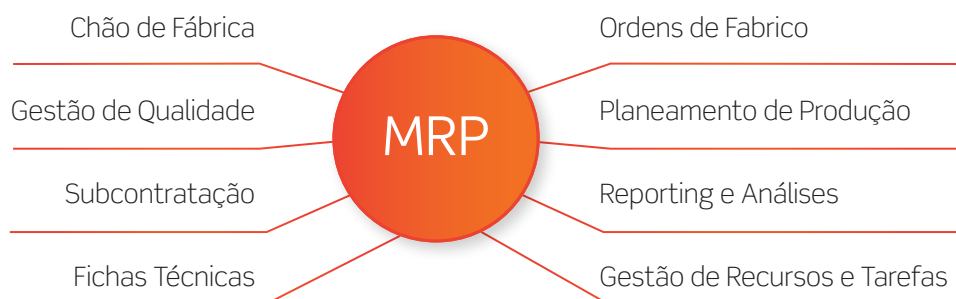 Chão de Fábrica
Gestão de Qualidade
Subcontratação
Fichas Técnicas
MRP
Ordens de Fabrico
Planeamento de Produção
Reporting e Análises
Gestão de Recursos e Tarefas